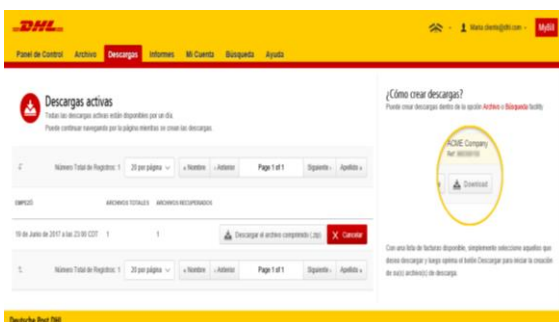 DHL
Maria cliente@dhl.com
MyBill
Panel de Control Archivo Descargas Informes Mi Cuenta Búsqueda Ayuda
Descargas activas
Todas las descargas activas están disponibles por un día.
Puede continuar navegando por la página mientras se crean las descargas.
Número Total de Registros: 1 20 por página « Nombre ‹ Anterior Page 1 of 1 Siguiente › Apellido »
EMPEZÓ ARCHIVOS TOTALES ARCHIVOS RECUPERADOS
19 de Junio de 2017 a las 23:00 CDT 1 1 Descargar el archivo comprimido (.zip) X Cancelar
Número Total de Registros: 1 20 por página « Nombre ‹ Anterior Page 1 of 1 Siguiente › Apellido »
¿Cómo crear descargas?
Puede crear descargas dentro de la opción Archivo o Búsqueda facility
ACME Company
Ref:
Download
Con una lista de facturas disponible, simplemente seleccione aquellas que
desea descargar y luego oprima el botón Descargar para iniciar la creación
de su(s) archivo(s) de descarga.
Deutsche Post DHL